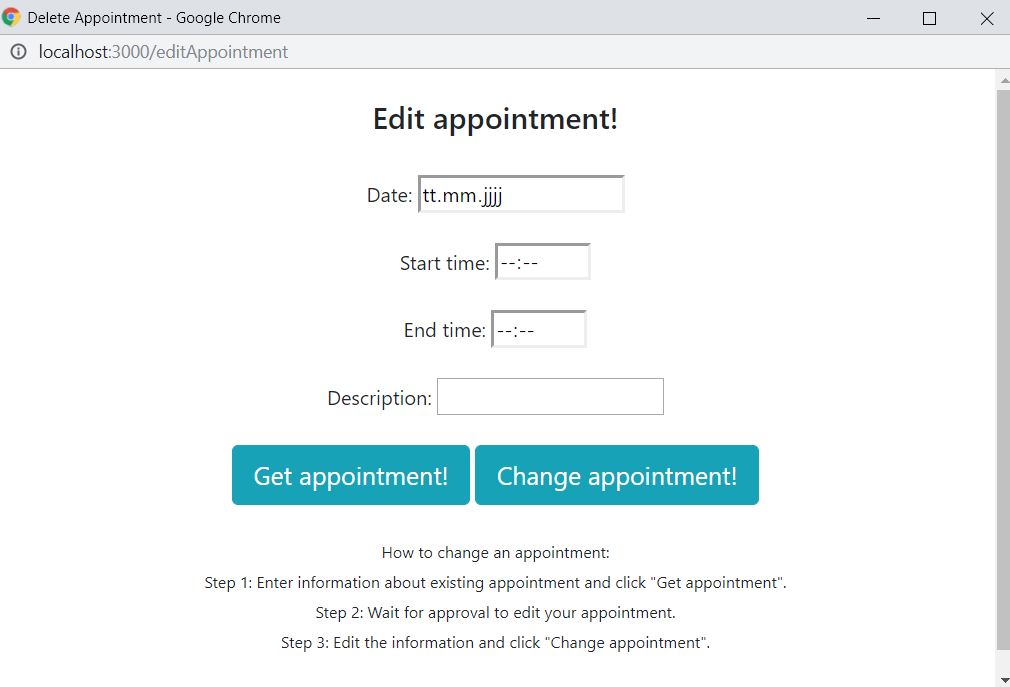 Delete Appointment - Google Chrome
localhost:3000/editAppointment
Edit appointment!
Date: tt.mm.jjjj
Start time: --:--
End time: --:--
Description:
Get appointment! Change appointment!
How to change an appointment:
Step 1: Enter information about existing appointment and click "Get appointment".
Step 2: Wait for approval to edit your appointment.
Step 3: Edit the information and click "Change appointment".